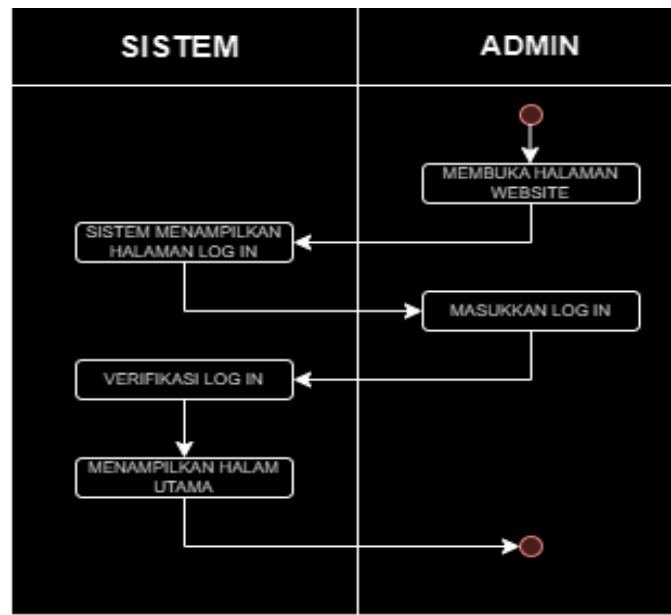 SISTEM
ADMIN
MEMBUKA HALAMAN
WEBSITE
SISTEM MENAMPILKAN
HALAMAN LOG IN
MASUKKAN LOG IN
VERIFIKASI LOG IN
MENAMPILKAN HALAM
UTAMA